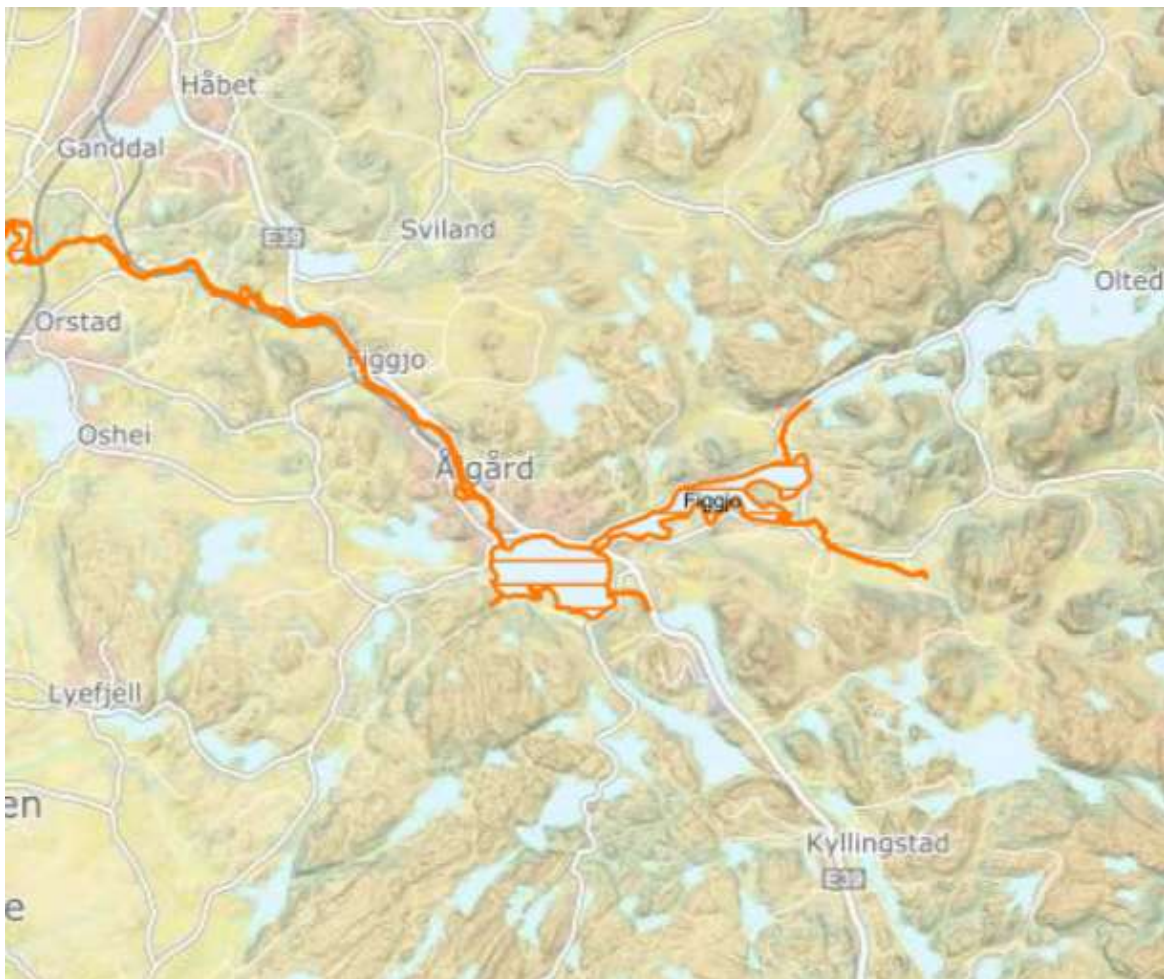 Håbet
Ganddal
Sviland
E39
Olted
Orstad
Figgjo
Oshei
Ålgård
Figgjo
Lyefjell
en
Kyllingstad
E39
e